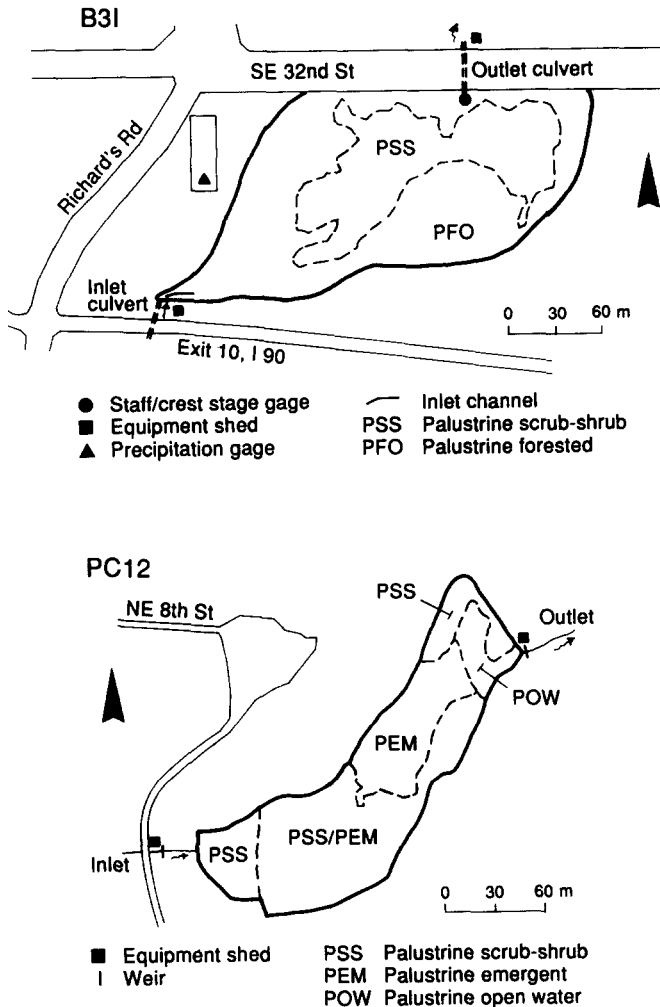 B3I
SE 32nd St
Outlet culvert
Richard's Rd
PSS
PFO
Inlet
culvert
Exit 10, I 90
0 30 60 m
● Staff/crest stage gage
■ Equipment shed
▲ Precipitation gage
Inlet channel
PSS Palustrine scrub-shrub
PFO Palustrine forested
PC12
NE 8th St
PSS
Outlet
POW
PEM
PSS/PEM
PSS
Inlet
0 30 60 m
■ Equipment shed
I Weir
PSS Palustrine scrub-shrub
PEM Palustrine emergent
POW Palustrine open water